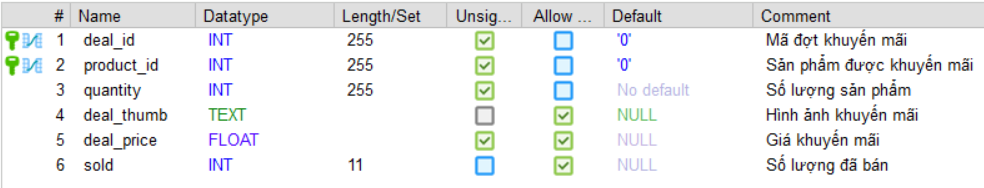 # Name Datatype Length/Set Unsig... Allow ... Default Comment
1 deal_id INT 255 '0' Mã đợt khuyến mãi
2 product_id INT 255 '0' Sản phẩm được khuyến mãi
3 quantity INT 255 No default Số lượng sản phẩm
4 deal_thumb TEXT NULL Hình ảnh khuyến mãi
5 deal_price FLOAT NULL Giá khuyến mãi
6 sold INT 11 NULL Số lượng đã bán